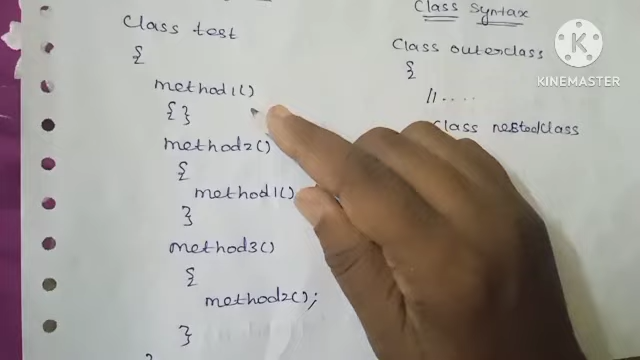 Class test
{
method1()
{}
method2()
{
method1()
}
method3()
{
method2();
}
}
Class Syntax
Class outerclass
{
//....
Class nestedclass
KINEMASTER